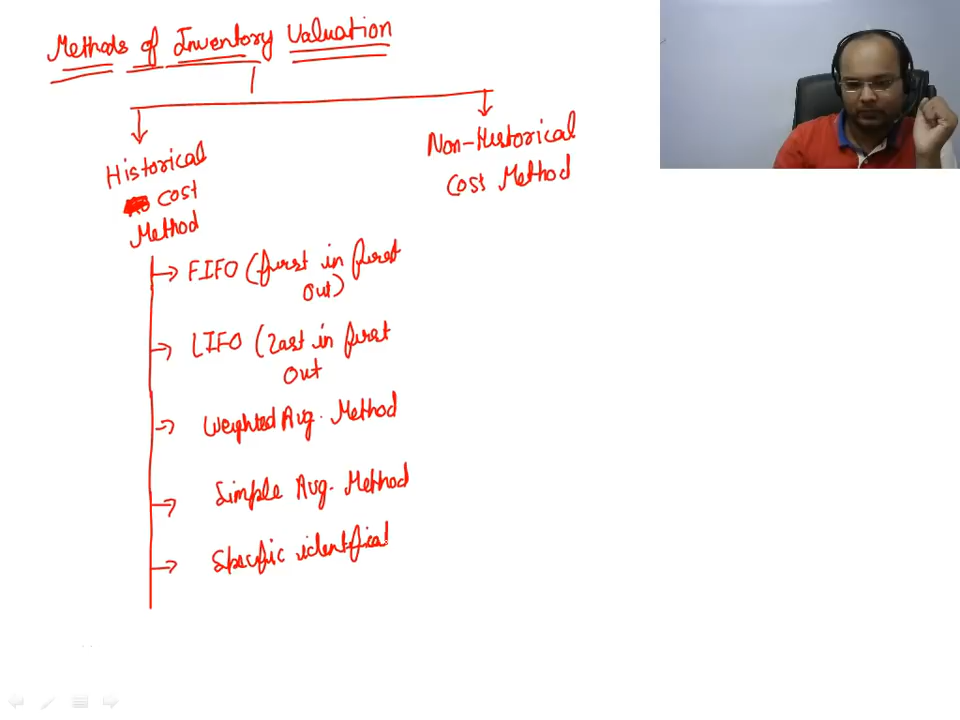 Methods of Inventory Valuation
Historical
Cost
Method
Non-Historical
Cost Method
FIFO (first in first
out)
LIFO (Last in first
out
Weighted Avg. Method
Simple Avg. Method
Specific identificat